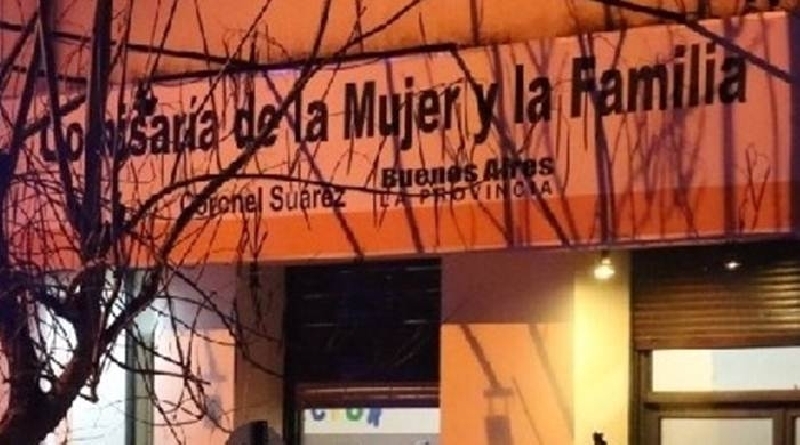 Comisaría de la Mujer y la Familia
Coronel Suárez
Buenos Aires
LA PROVINCIA